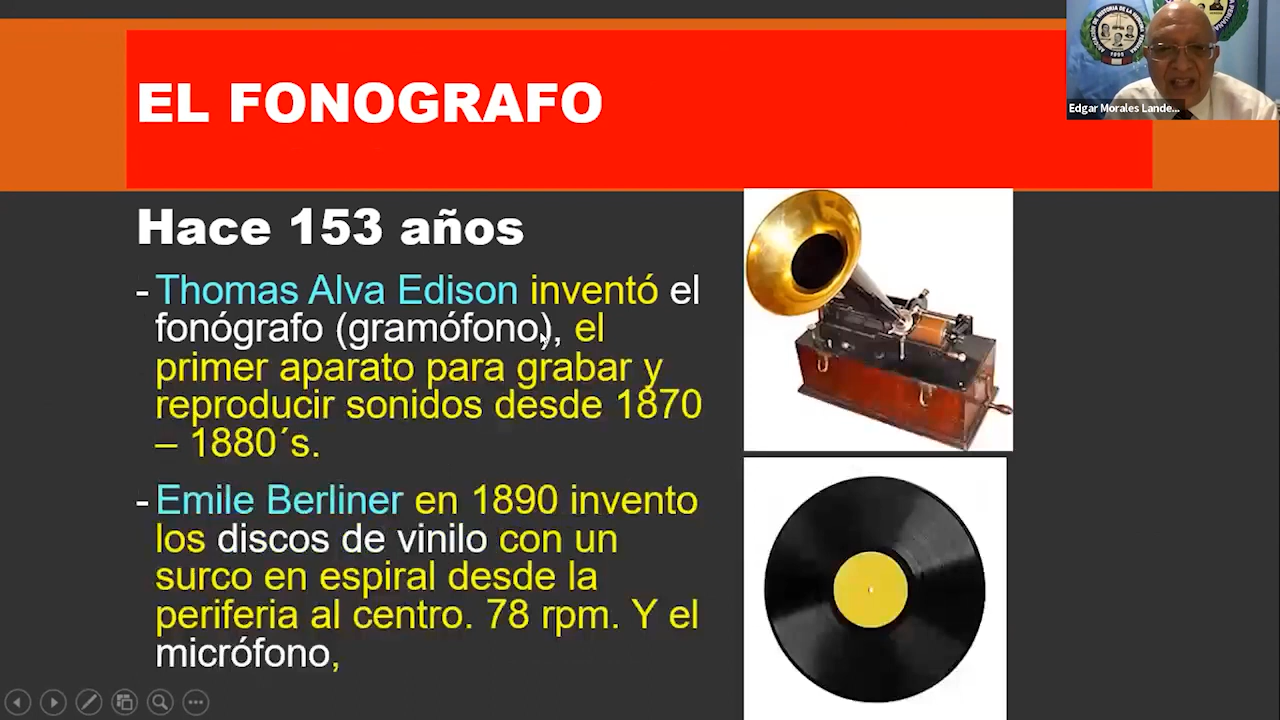 EL FONOGRAFO
Edgar Morales Lande...
Hace 153 años
- Thomas Alva Edison inventó el
fonógrafo (gramófono), el
primer aparato para grabar y
reproducir sonidos desde 1870
– 1880´s.
- Emile Berliner en 1890 invento
los discos de vinilo con un
surco en espiral desde la
periferia al centro. 78 rpm. Y el
micrófono,